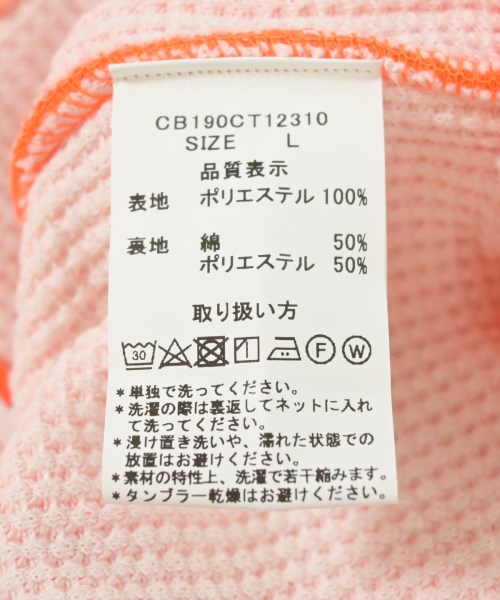 CB190CT12310
SIZE L
品質表示
表地 ポリエステル 100%
裏地 綿 50%
ポリエステル 50%
取り扱い方
30 F W
*単独で洗ってください。
*洗濯の際は裏返してネットに入れ
て洗ってください。
*浸け置き洗いや、濡れた状態での
放置はお避けください。
*素材の特性上、洗濯で若干縮みます。
*タンブラー乾燥はお避けください。